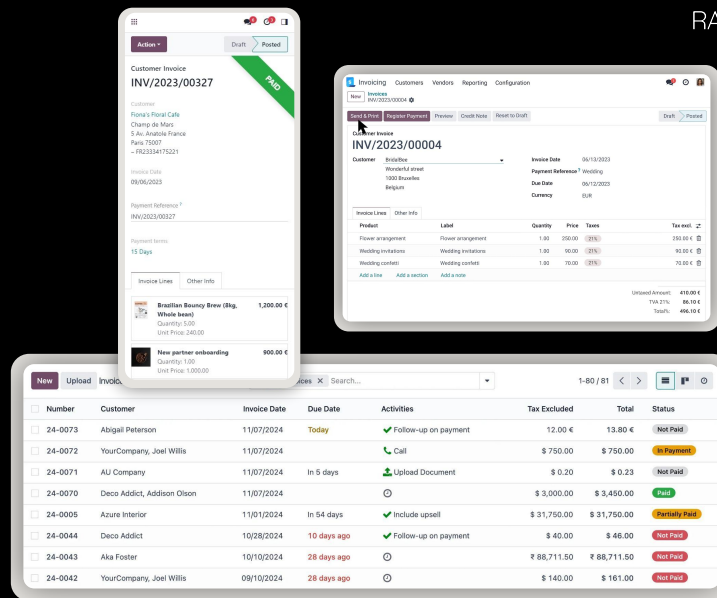 RA
Action
Draft
Posted
PAID
Customer Invoice
INV/2023/00327
Customer
Fiona's Floral Cafe
Champ de Mars
5 Av. Anatole France
Paris 75007
– FR23334175221
Invoice Date
09/06/2023
Payment Reference ?
INV/2023/00327
Payment terms
15 Days
Invoice Lines Other Info
Brazilian Bouncy Brew (8kg, Whole bean) 1,200.00 €
Quantity: 5.00
Unit Price: 240.00
New partner onboarding 900.00 €
Quantity: 1.00
Unit Price: 1,000.00
Invoicing Customers Vendors Reporting Configuration
New Invoices
INV/2023/00004
Send & Print Register Payment Preview Credit Note Reset to Draft Draft Posted
Customer Invoice
INV/2023/00004
Customer BridalBee Invoice Date 06/13/2023
Wonderful street Payment Reference ? Wedding
1000 Bruxelles Due Date 06/12/2023
Belgium Currency EUR
Invoice Lines Other Info
Product Label Quantity Price Taxes Tax excl.
Flower arrangement Flower arrangement 1.00 250.00 21% 250.00 €
Wedding invitations Wedding invitations 1.00 90.00 21% 90.00 €
Wedding confetti Wedding confetti 1.00 70.00 21% 70.00 €
Add a line Add a section Add a note
Untaxed Amount: 410.00 €
TVA 21%: 86.10 €
Total%: 496.10 €
New Upload Invoic ices X Search... 1-80 / 81
Number Customer Invoice Date Due Date Activities Tax Excluded Total Status
24-0073 Abigail Peterson 11/07/2024 Today Follow-up on payment 12.00 € 13.80 € Not Paid
24-0072 YourCompany, Joel Willis 11/07/2024 Call $ 750.00 $ 750.00 In Payment
24-0071 AU Company 11/07/2024 In 5 days Upload Document $ 0.20 $ 0.23 Not Paid
24-0070 Deco Addict, Addison Olson 11/07/2024 $ 3,000.00 $ 3,450.00 Paid
24-0005 Azure Interior 11/01/2024 In 54 days Include upsell $ 31,750.00 $ 31,750.00 Partially Paid
24-0044 Deco Addict 10/28/2024 10 days ago Follow-up on payment $ 40.00 $ 46.00 Not Paid
24-0043 Aka Foster 10/10/2024 28 days ago ₹ 88,711.50 ₹ 88,711.50 Not Paid
24-0042 YourCompany, Joel Willis 09/10/2024 28 days ago $ 140.00 $ 161.00 Not Paid